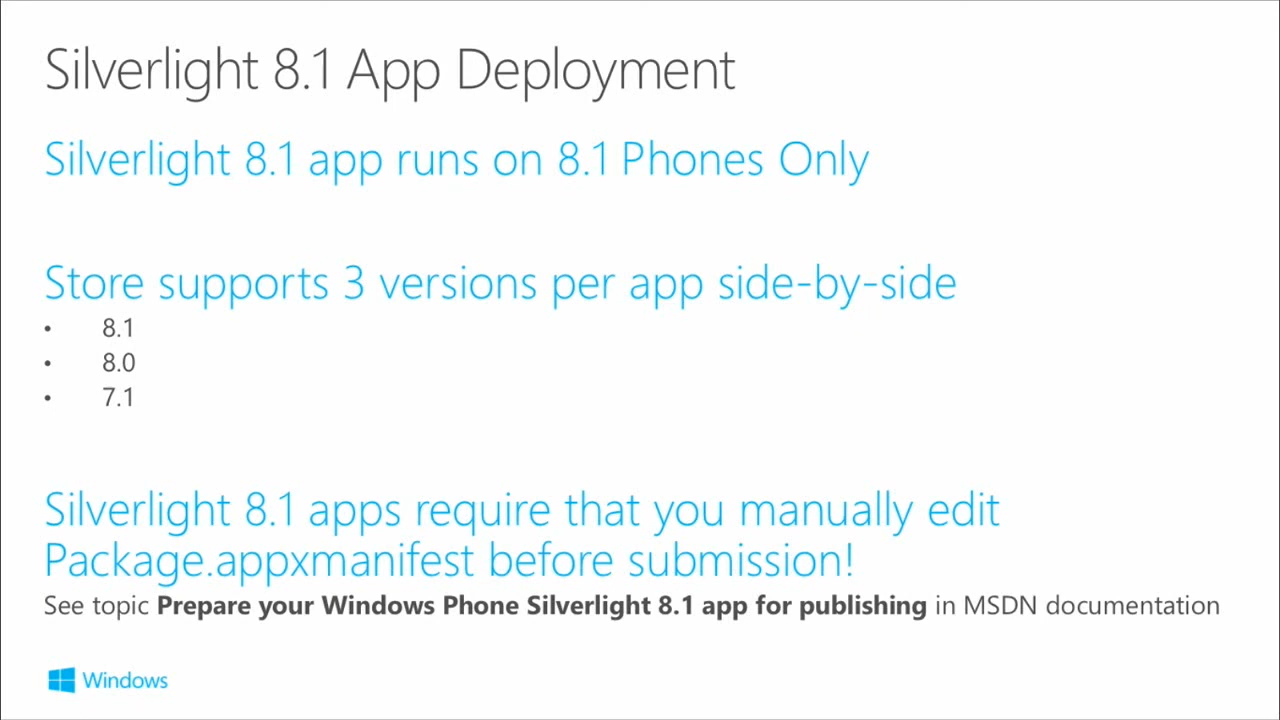 Silverlight 8.1 App Deployment
Silverlight 8.1 app runs on 8.1 Phones Only
Store supports 3 versions per app side-by-side
• 8.1
• 8.0
• 7.1
Silverlight 8.1 apps require that you manually edit
Package.appxmanifest before submission!
See topic Prepare your Windows Phone Silverlight 8.1 app for publishing in MSDN documentation
Windows